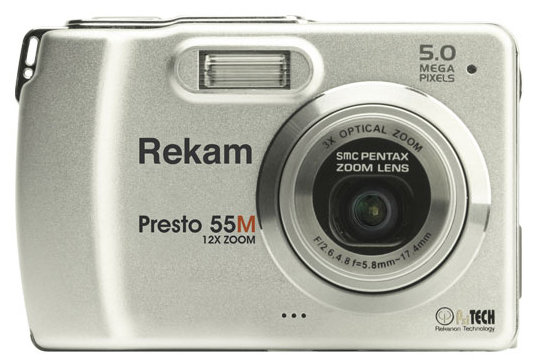 5.0
MEGA
PIXELS
3X OPTICAL ZOOM
SMC PENTAX
ZOOM LENS
Rekam
Presto 55M
12X ZOOM
F/2.6,4.8 f=5.8mm~17.4mm
TECH
Rekanon Technology